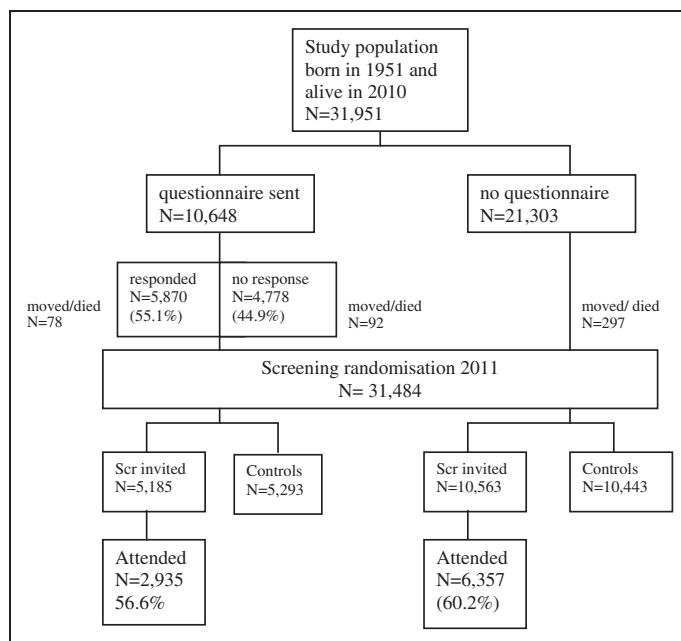 Study population
born in 1951 and
alive in 2010
N=31,951
questionnaire sent
N=10,648
no questionnaire
N=21,303
responded
N=5,870
(55.1%)
no response
N=4,778
(44.9%)
moved/died
N=78
moved/died
N=92
moved/ died
N=297
Screening randomisation 2011
N= 31,484
Scr invited
N=5,185
Controls
N=5,293
Scr invited
N=10,563
Controls
N=10,443
Attended
N=2,935
56.6%
Attended
N=6,357
(60.2%)